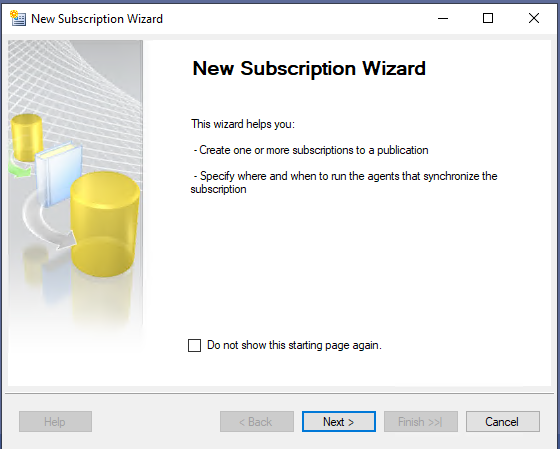 New Subscription Wizard
New Subscription Wizard
This wizard helps you:
- Create one or more subscriptions to a publication
- Specify where and when to run the agents that synchronize the
subscription
Do not show this starting page again.
Help
< Back
Next >
Finish >>|
Cancel